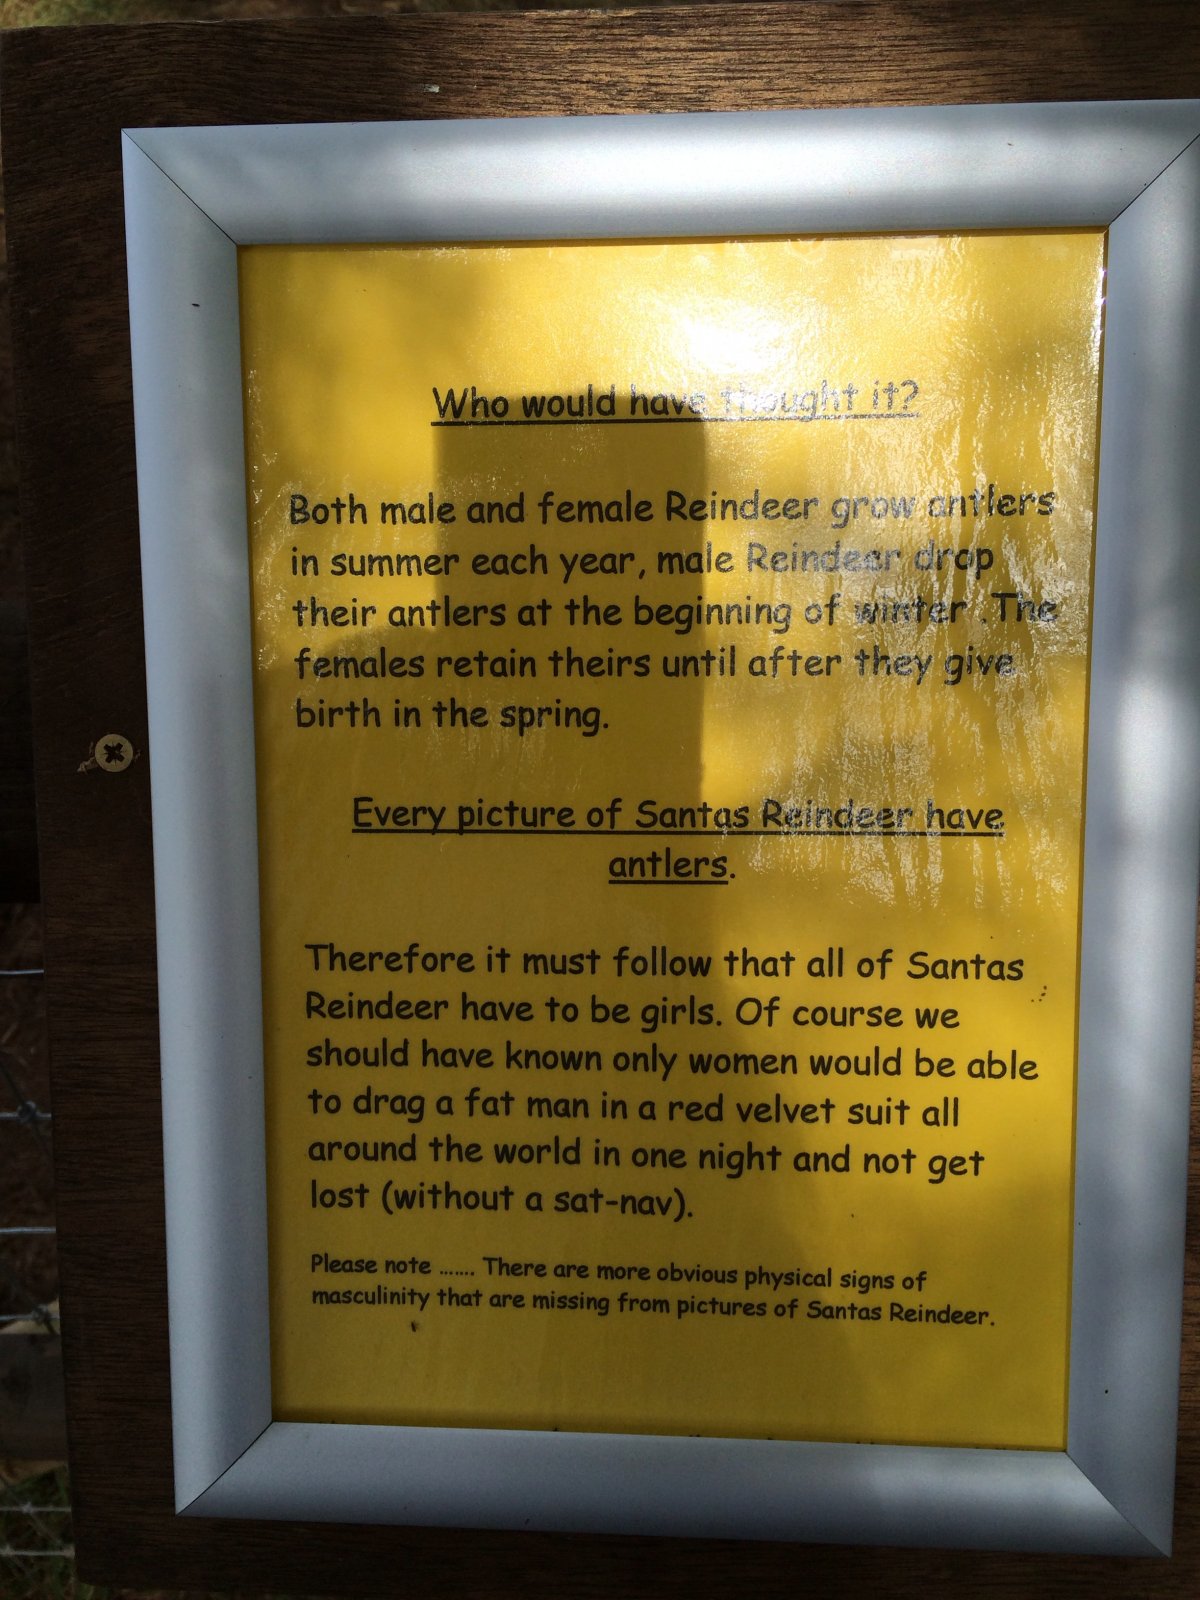 Who would have thought it?
Both male and female Reindeer grow antlers
in summer each year, male Reindeer drop
their antlers at the beginning of winter .The
females retain theirs until after they give
birth in the spring.
Every picture of Santas Reindeer have
antlers.
Therefore it must follow that all of Santas
Reindeer have to be girls. Of course we
should have known only women would be able
to drag a fat man in a red velvet suit all
around the world in one night and not get
lost (without a sat-nav).
Please note ....... There are more obvious physical signs of
masculinity that are missing from pictures of Santas Reindeer.